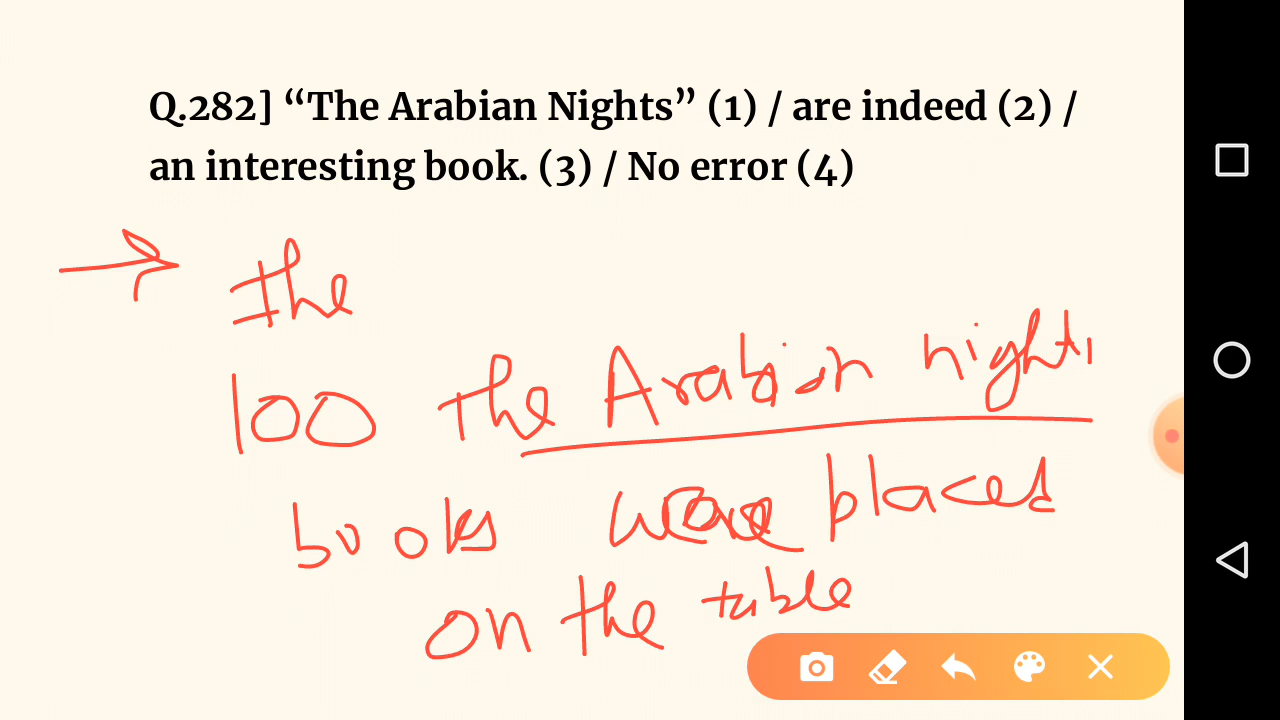 Q.282] “The Arabian Nights” (1) / are indeed (2) /
an interesting book. (3) / No error (4)
The
100 the Arabian nights
books were placed
on the table